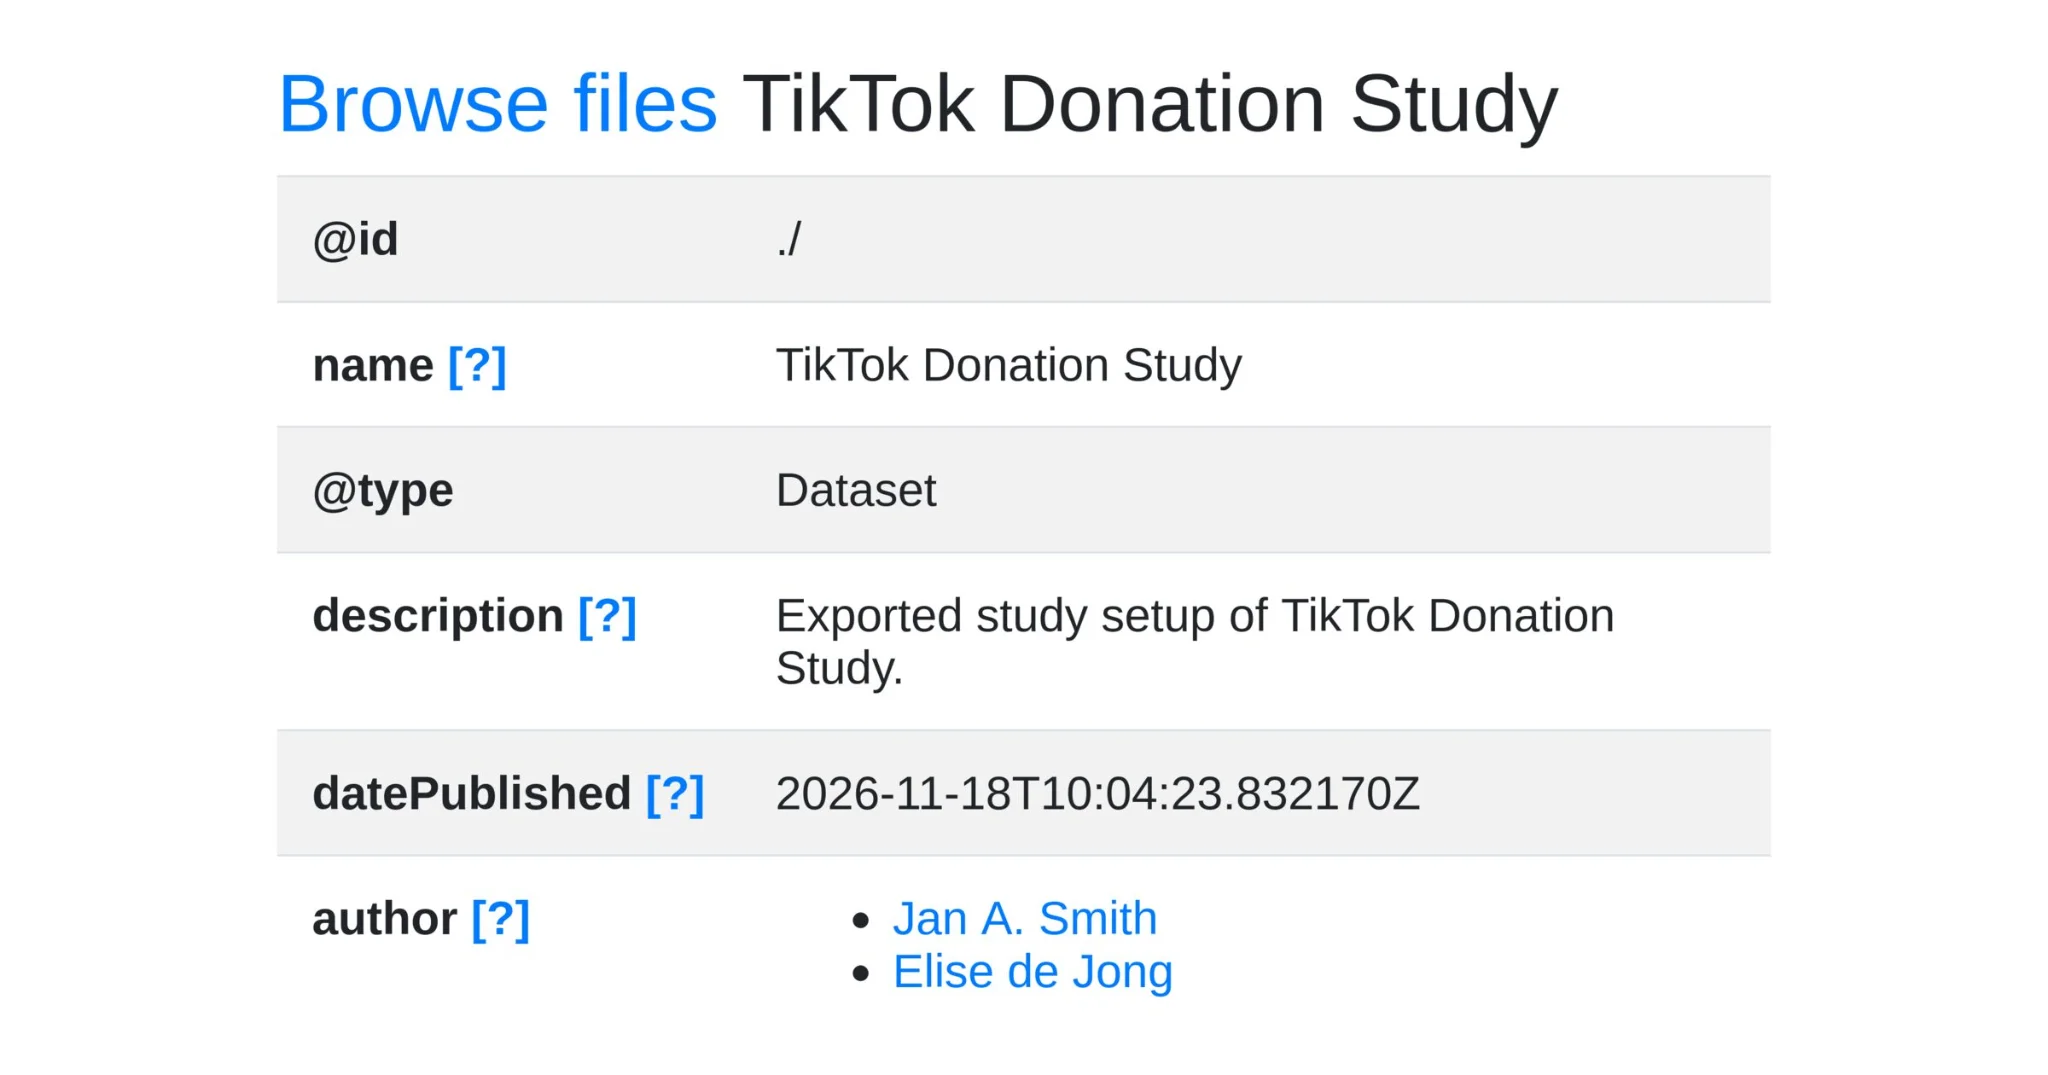 Browse files TikTok Donation Study
@id ./
name [?] TikTok Donation Study
@type Dataset
description [?] Exported study setup of TikTok Donation
Study.
datePublished [?] 2026-11-18T10:04:23.832170Z
author [?] • Jan A. Smith
• Elise de Jong